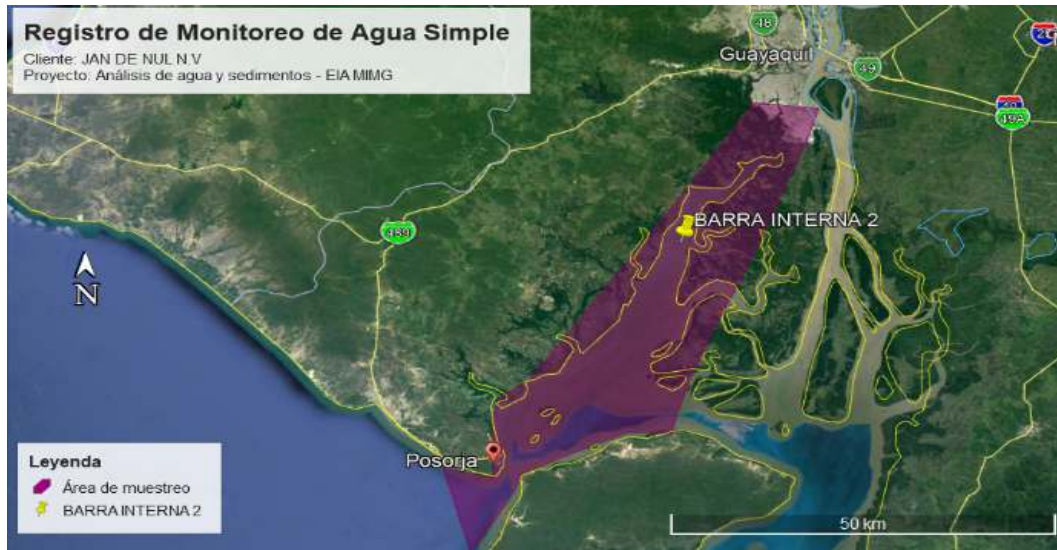 Registro de Monitoreo de Agua Simple
Cliente: JAN DE NUL N.V
Proyecto: Análisis de agua y sedimentos - EIA MIMG
48
Guayaquil
49
49A
BARRA INTERNA 2
489
N
Posorja
Leyenda
Área de muestreo
BARRA INTERNA 2
50 km